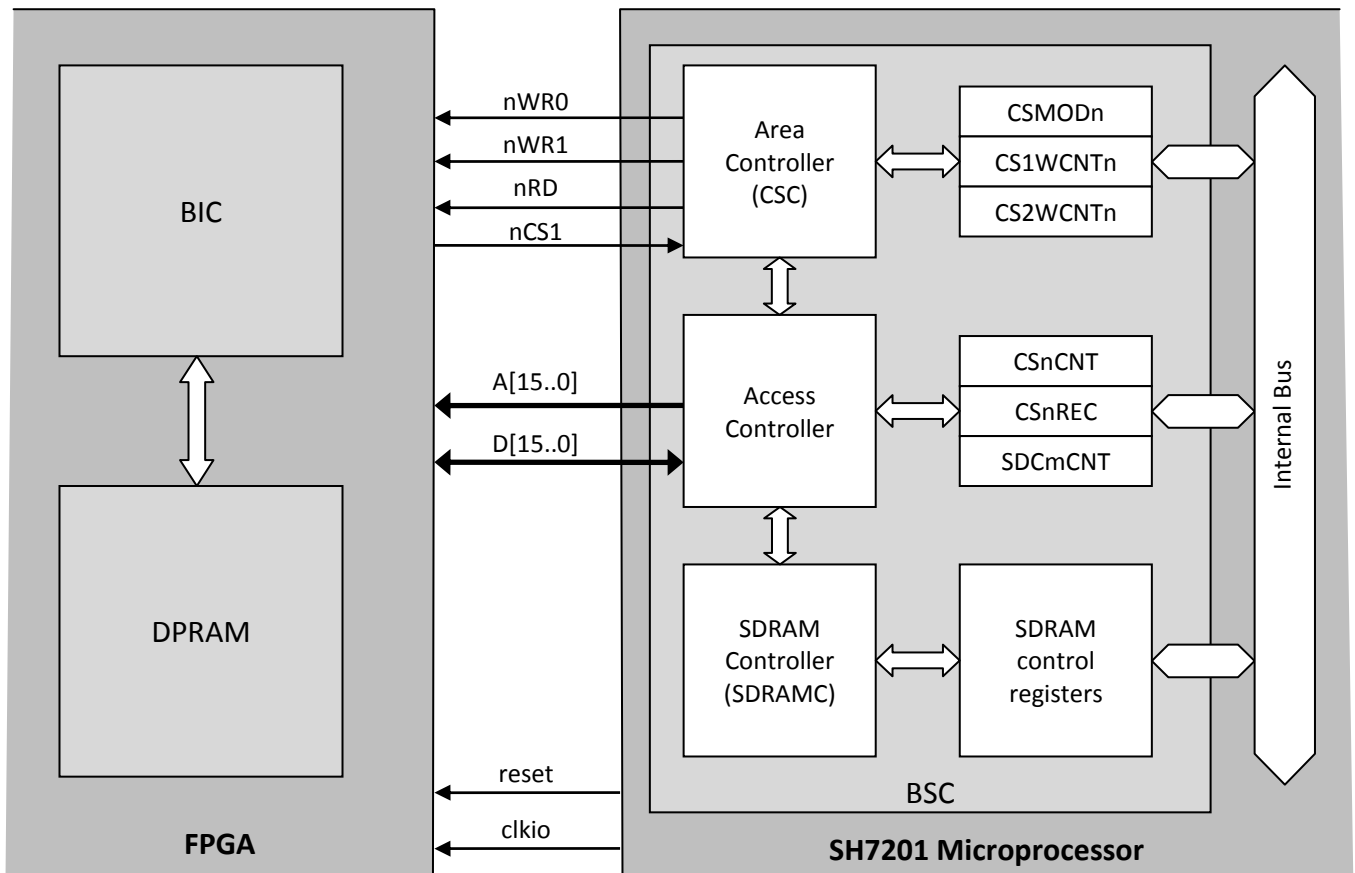 BIC
DPRAM
FPGA
nWR0
nWR1
nRD
nCS1
A[15..0]
D[15..0]
reset
clkio
Area
Controller
(CSC)
CSMODn
CS1WCNTn
CS2WCNTn
Access
Controller
CSnCNT
CSnREC
SDCmCNT
SDRAM
Controller
(SDRAMC)
SDRAM
control
registers
BSC
Internal Bus
SH7201 Microprocessor